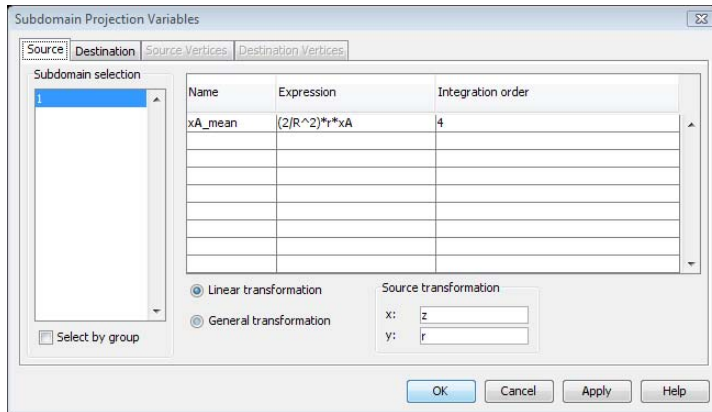 Subdomain Projection Variables
Source Destination Source Vertices Destination Vertices
Subdomain selection
1
Name Expression Integration order
xA_mean (2/R^2)*r*xA 4
Linear transformation
General transformation
Source transformation
x: z
y: r
Select by group
OK Cancel Apply Help